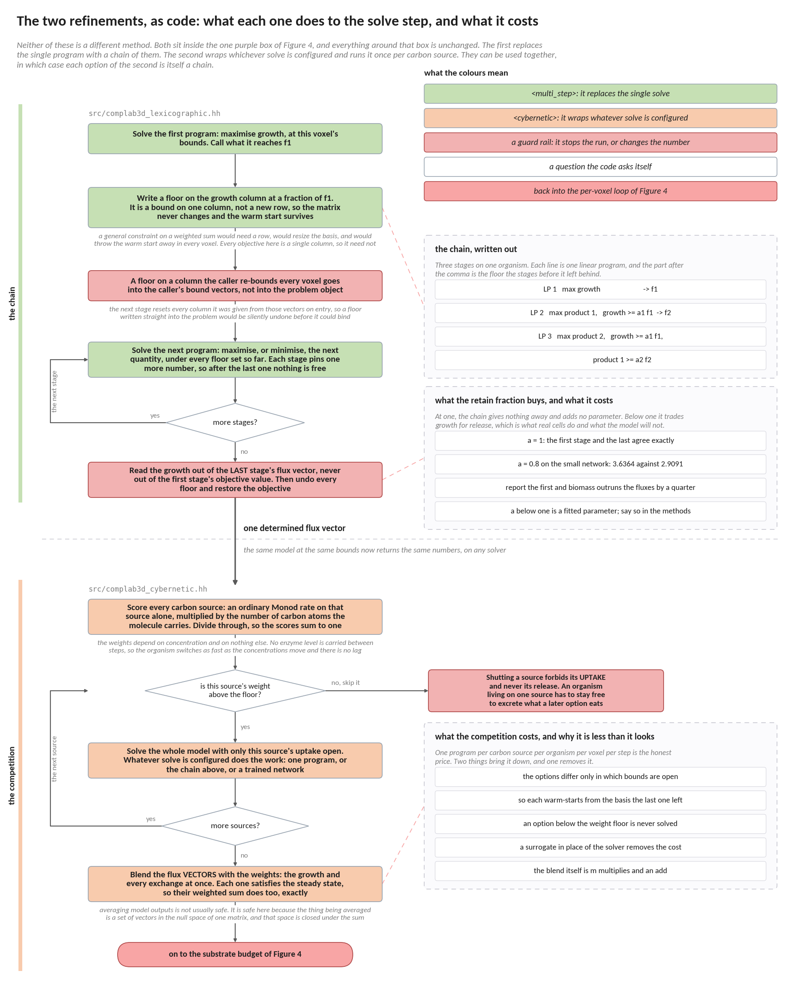 The two refinements, as code: what each one does to the solve step, and what it costs
Neither of these is a different method. Both sit inside the one purple box of Figure 4, and everything around that box is unchanged. The first replaces
the single program with a chain of them. The second wraps whichever solve is configured and runs it once per carbon source. They can be used together,
in which case each option of the second is itself a chain.
what the colours mean
<multi_step>: it replaces the single solve
<cybernetic>: it wraps whatever solve is configured
a guard rail: it stops the run, or changes the number
a question the code asks itself
back into the per-voxel loop of Figure 4
the chain
src/complab3d_lexicographic.hh
Solve the first program: maximise growth, at this voxel's
bounds. Call what it reaches f1
Write a floor on the growth column at a fraction of f1.
It is a bound on one column, not a new row, so the matrix
never changes and the warm start survives
a general constraint on a weighted sum would need a row, would resize the basis, and would
throw the warm start away in every voxel. Every objective here is a single column, so it need not
A floor on a column the caller re-bounds every voxel goes
into the caller's bound vectors, not into the problem object
the next stage resets every column it was given from those vectors on entry, so a floor
written straight into the problem would be silently undone before it could bind
Solve the next program: maximise, or minimise, the next
quantity, under every floor set so far. Each stage pins one
more number, so after the last one nothing is free
the next stage
yes
more stages?
no
Read the growth out of the LAST stage's flux vector, never
out of the first stage's objective value. Then undo every
floor and restore the objective
the chain, written out
Three stages on one organism. Each line is one linear program, and the part after
the comma is the floor the stages before it left behind.
LP 1 max growth -> f1
LP 2 max product 1, growth >= a1 f1 -> f2
LP 3 max product 2, growth >= a1 f1,
product 1 >= a2 f2
what the retain fraction buys, and what it costs
At one, the chain gives nothing away and adds no parameter. Below one it trades
growth for release, which is what real cells do and what the model will not.
a = 1: the first stage and the last agree exactly
a = 0.8 on the small network: 3.6364 against 2.9091
report the first and biomass outruns the fluxes by a quarter
a below one is a fitted parameter; say so in the methods
one determined flux vector
the same model at the same bounds now returns the same numbers, on any solver
the competition
src/complab3d_cybernetic.hh
Score every carbon source: an ordinary Monod rate on that
source alone, multiplied by the number of carbon atoms the
molecule carries. Divide through, so the scores sum to one
the weights depend on concentration and on nothing else. No enzyme level is carried between
steps, so the organism switches as fast as the concentrations move and there is no lag
is this source's weight
above the floor?
no, skip it
Shutting a source forbids its UPTAKE
and never its release. An organism
living on one source has to stay free
to excrete what a later option eats
yes
Solve the whole model with only this source's uptake open.
Whatever solve is configured does the work: one program, or
the chain above, or a trained network
the next source
yes
more sources?
no
Blend the flux VECTORS with the weights: the growth and
every exchange at once. Each one satisfies the steady state,
so their weighted sum does too, exactly
averaging model outputs is not usually safe. It is safe here because the thing being averaged
is a set of vectors in the null space of one matrix, and that space is closed under the sum
on to the substrate budget of Figure 4
what the competition costs, and why it is less than it looks
One program per carbon source per organism per voxel per step is the honest
price. Two things bring it down, and one removes it.
the options differ only in which bounds are open
so each warm-starts from the basis the last one left
an option below the weight floor is never solved
a surrogate in place of the solver removes the cost
the blend itself is m multiplies and an add